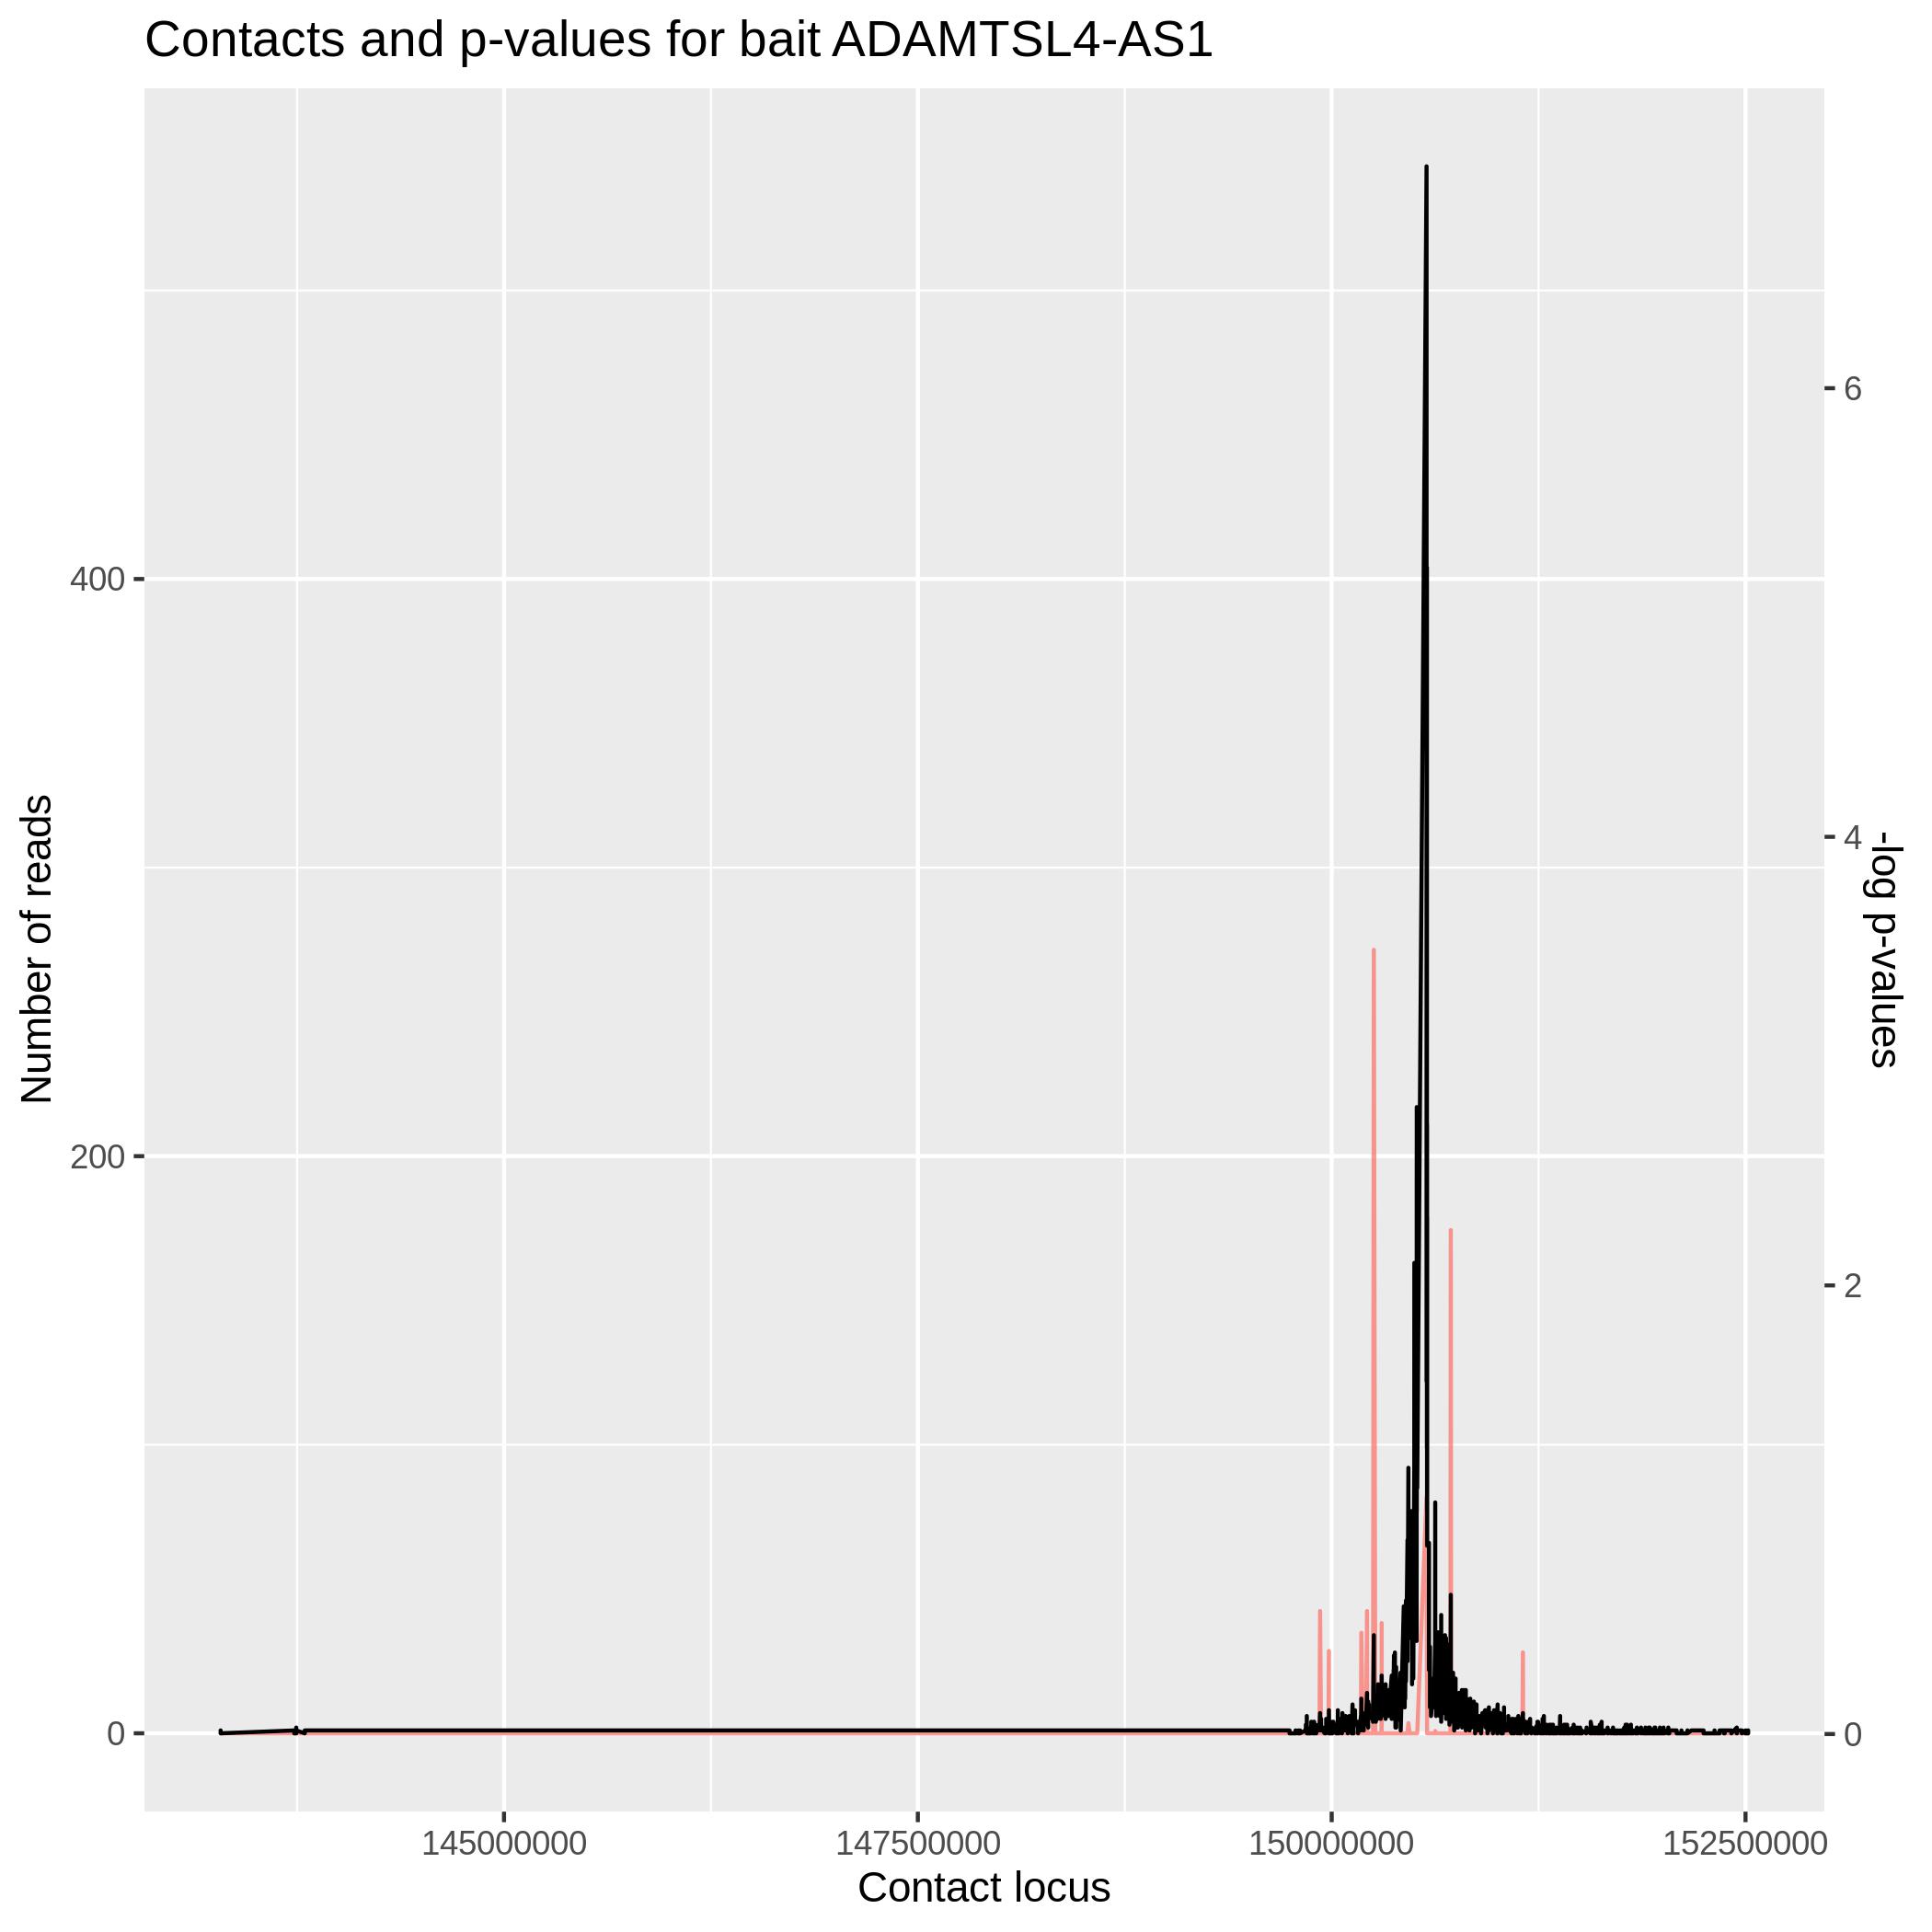 Contacts and p-values for bait ADAMTSL4-AS1
Number of reads
400
200
0
6
4
2
0
-log p-values
145000000
147500000
150000000
152500000
Contact locus